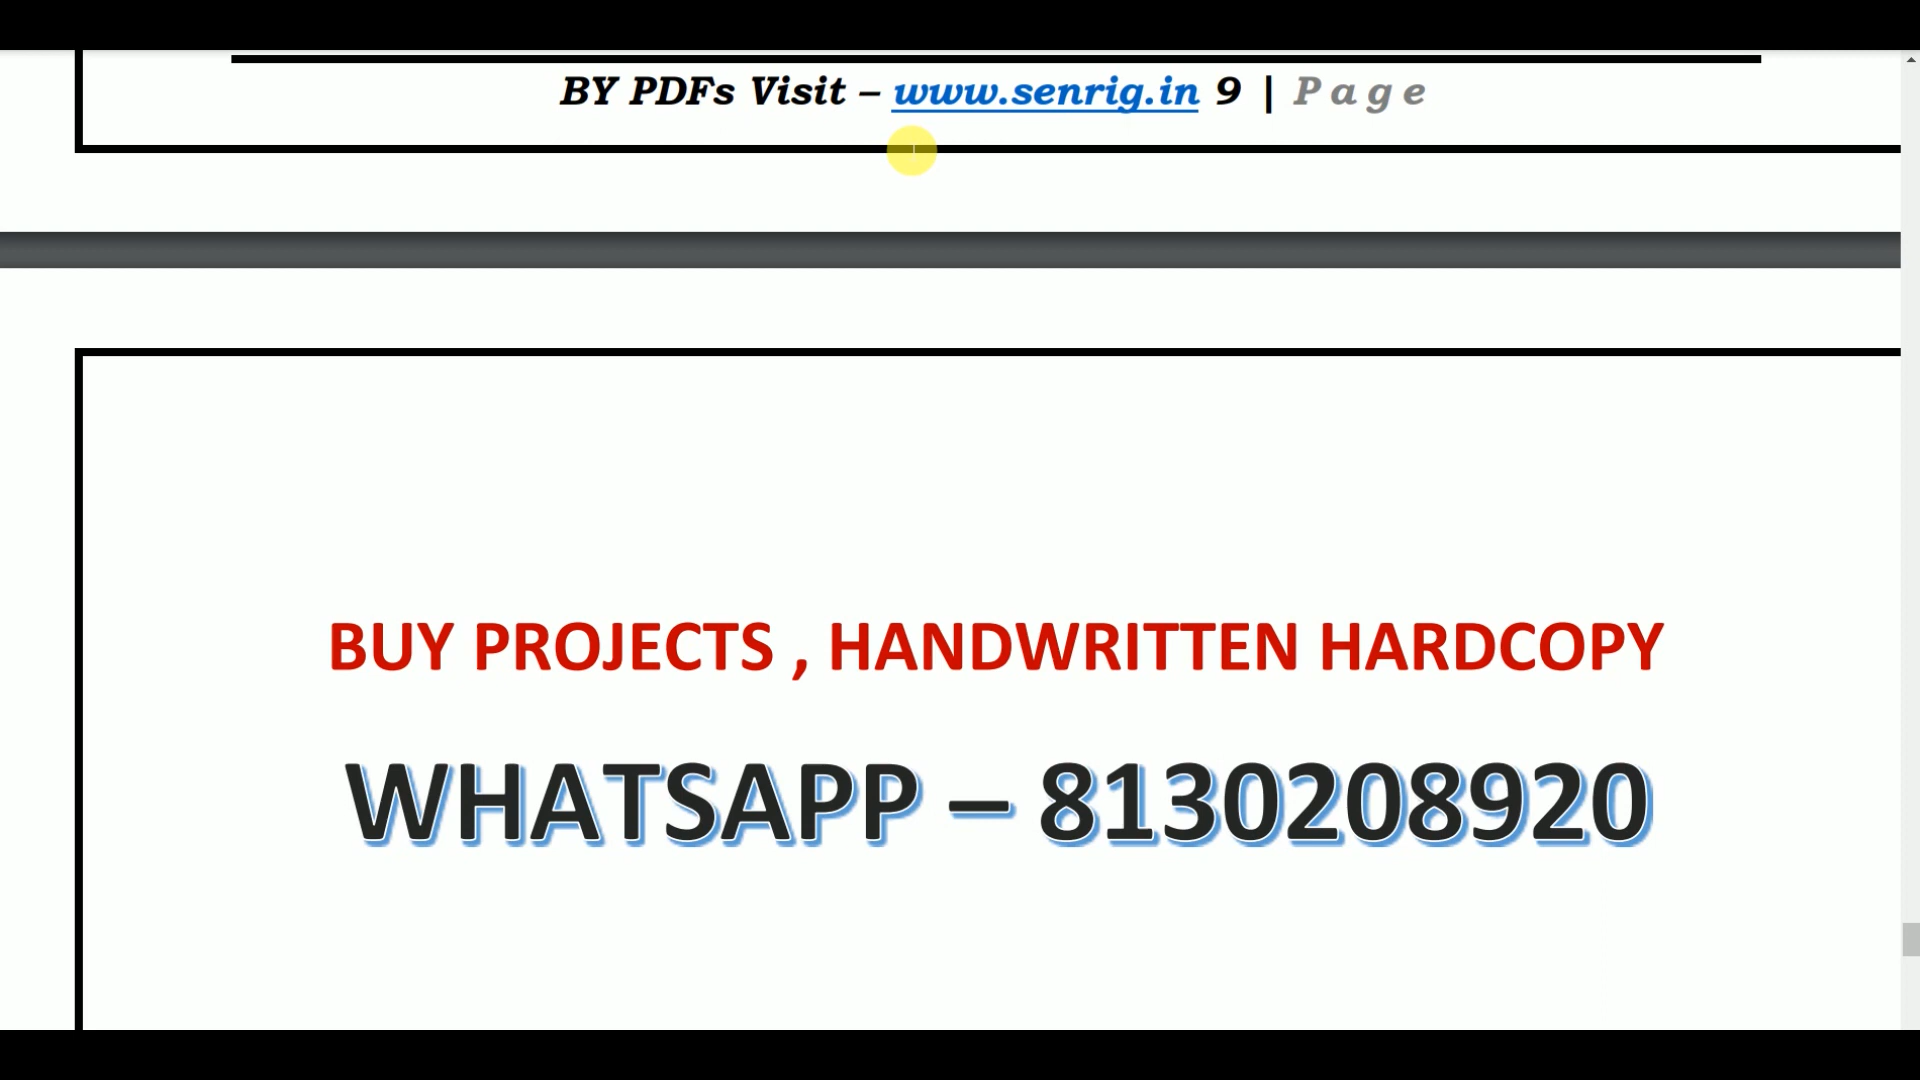 BY PDFs Visit – www.senrig.in 9 | Page
BUY PROJECTS , HANDWRITTEN HARDCOPY
WHATSAPP – 8130208920